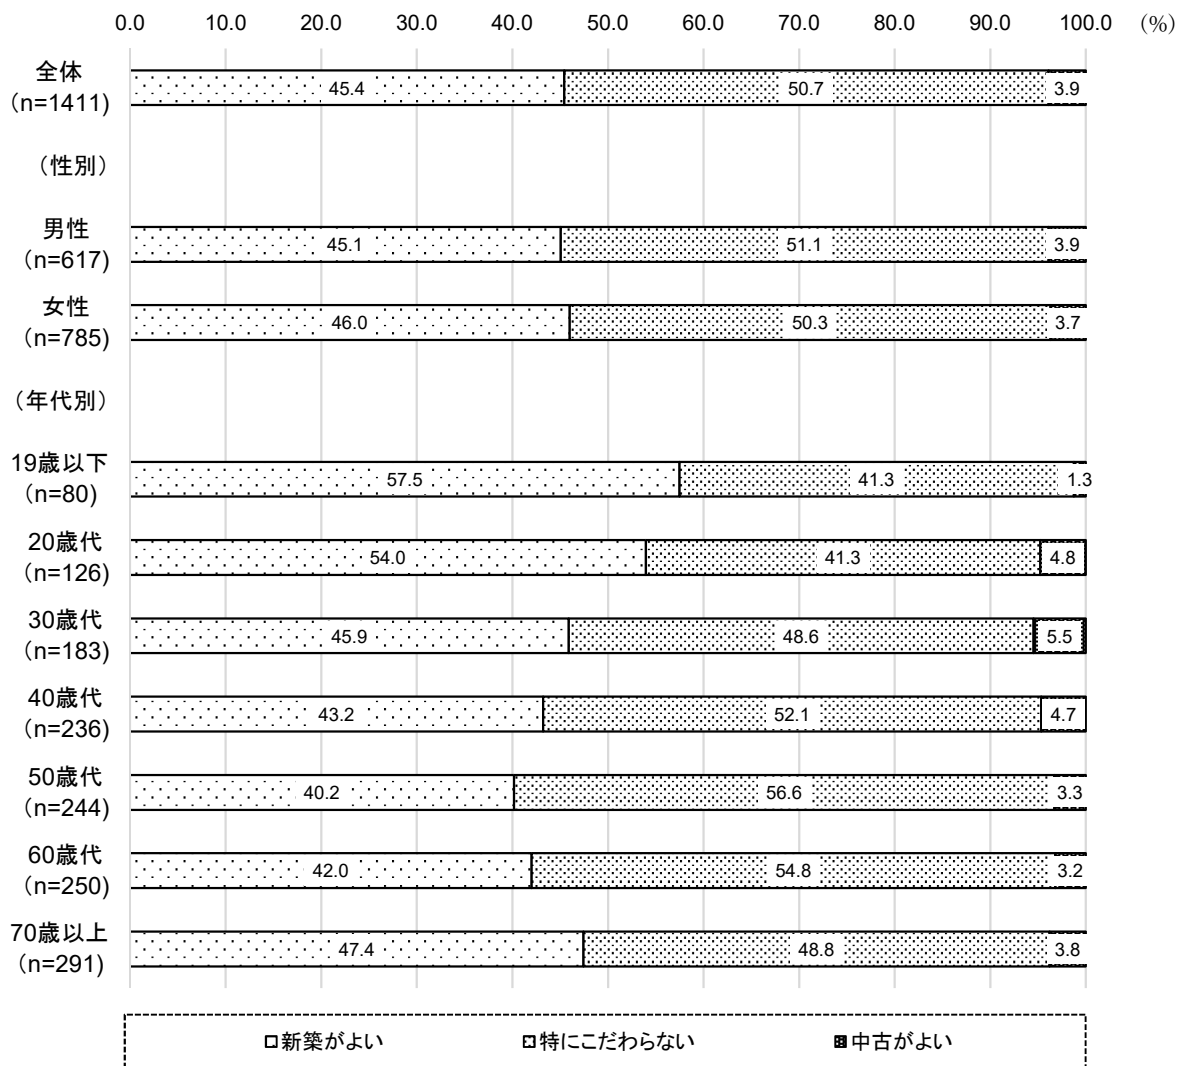 0.0 10.0 20.0 30.0 40.0 50.0 60.0 70.0 80.0 90.0 100.0 (%)
全体
(n=1411)
45.4 50.7 3.9
（性別）
男性
(n=617)
45.1 51.1 3.9
女性
(n=785)
46.0 50.3 3.7
（年代別）
19歳以下
(n=80)
57.5 41.3 1.3
20歳代
(n=126)
54.0 41.3 4.8
30歳代
(n=183)
45.9 48.6 5.5
40歳代
(n=236)
43.2 52.1 4.7
50歳代
(n=244)
40.2 56.6 3.3
60歳代
(n=250)
42.0 54.8 3.2
70歳以上
(n=291)
47.4 48.8 3.8
新築がよい 特にこだわらない 中古がよい